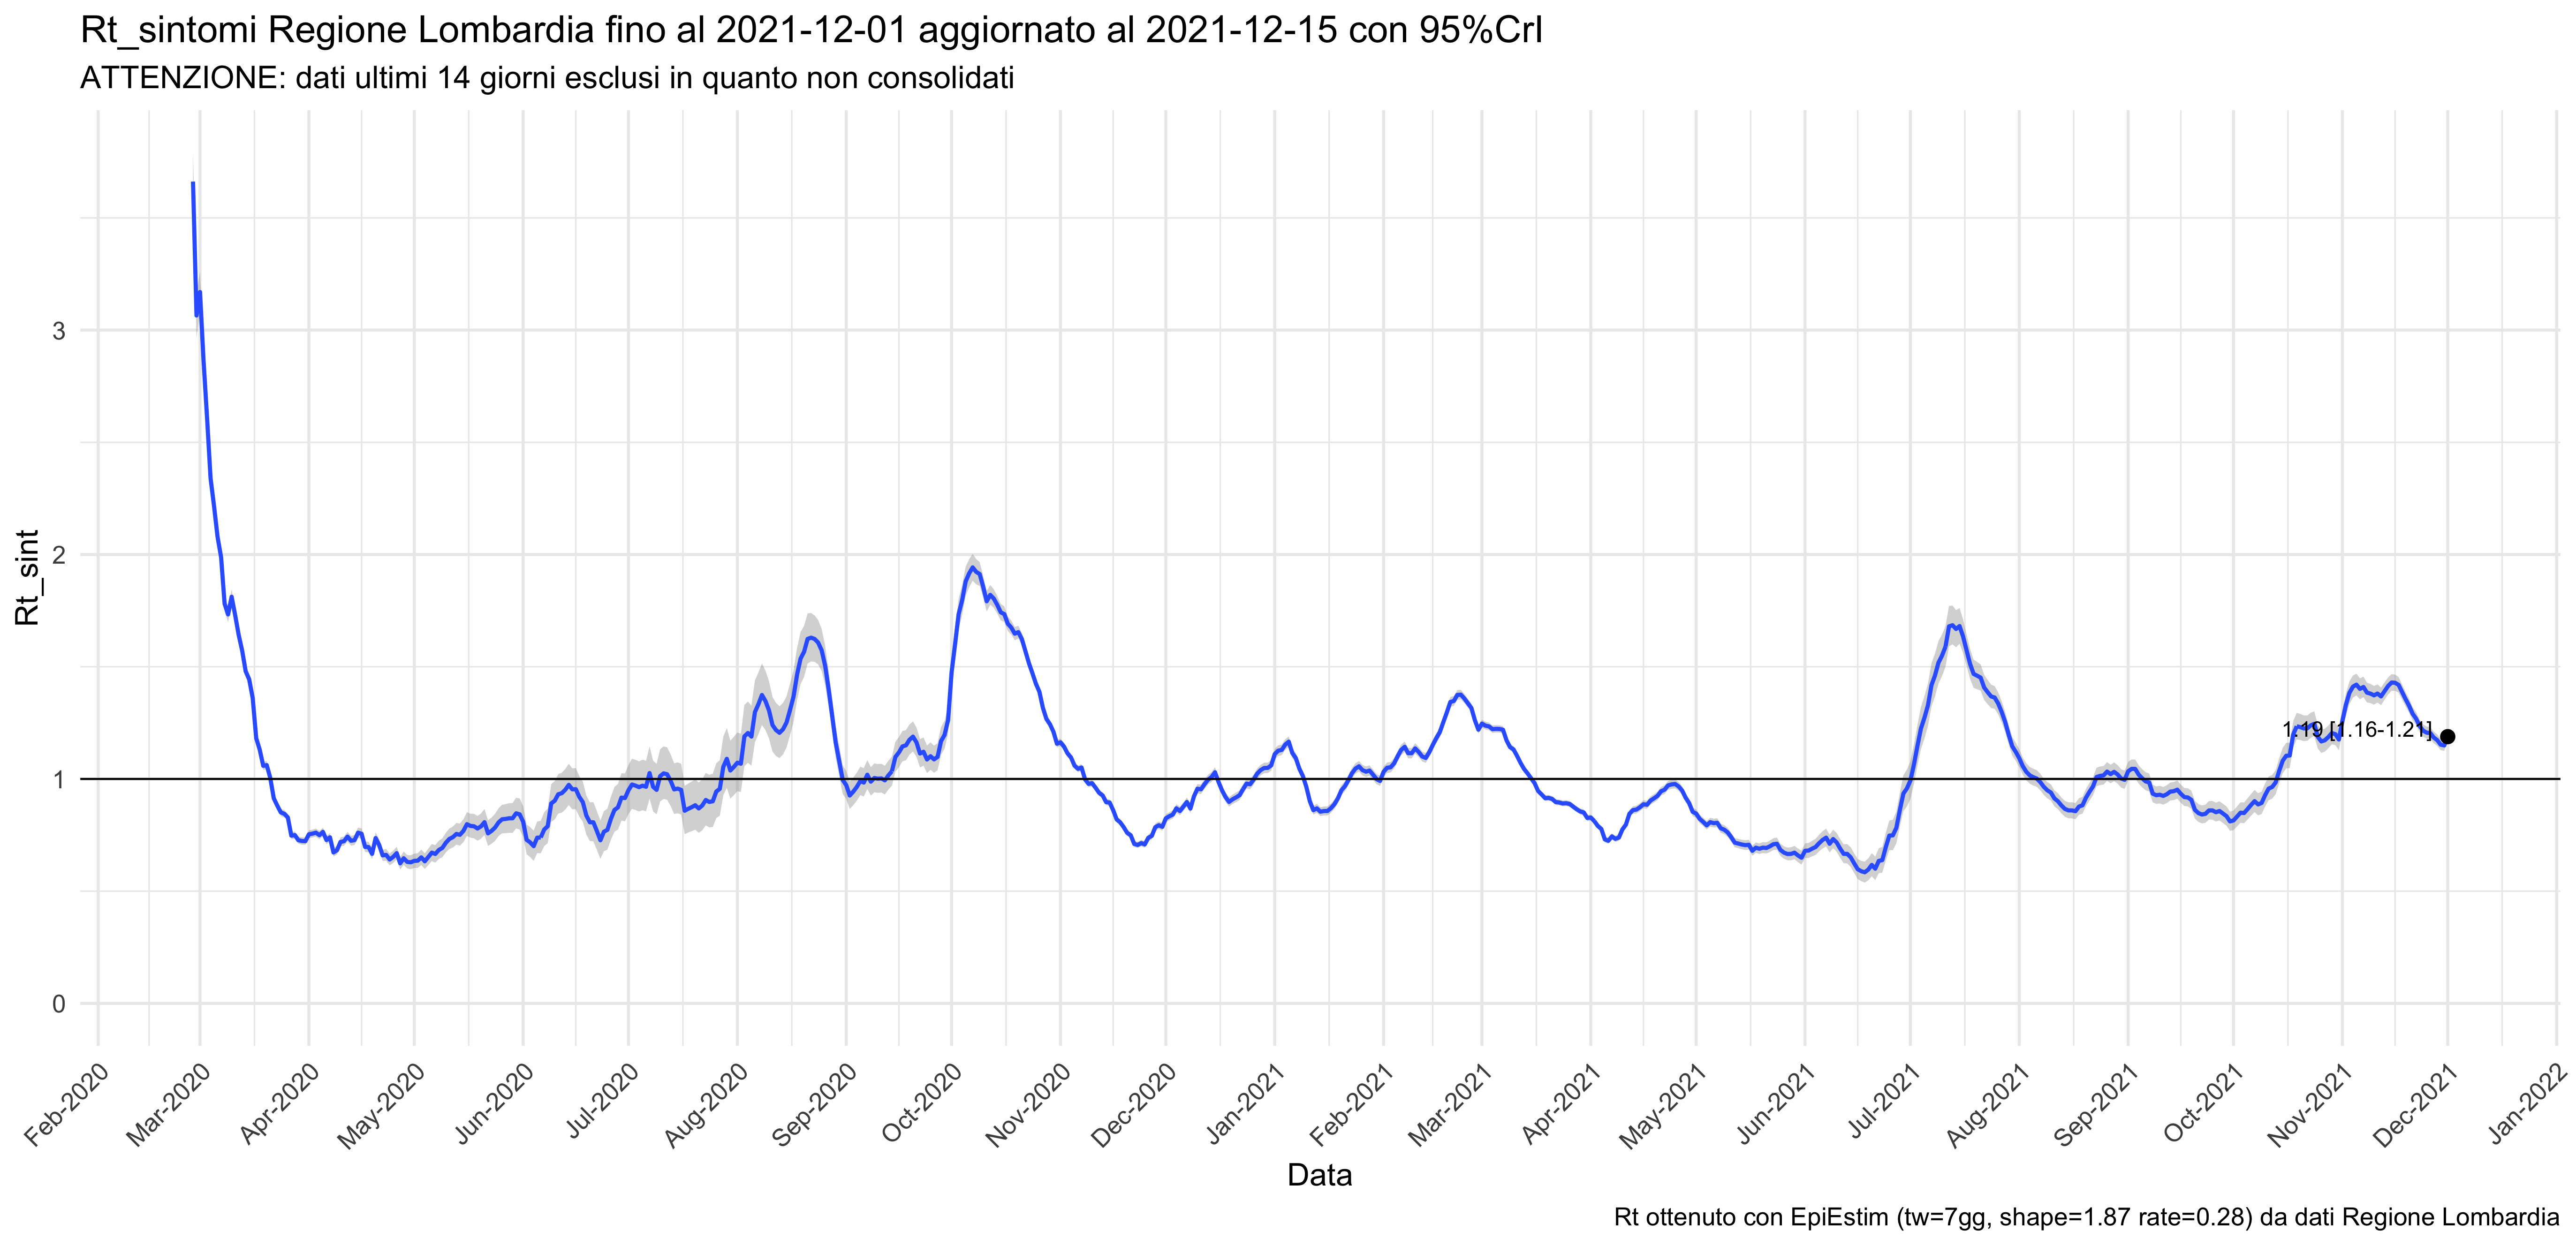 Rt_sintomi Regione Lombardia fino al 2021-12-01 aggiornato al 2021-12-15 con 95%CrI
ATTENZIONE: dati ultimi 14 giorni esclusi in quanto non consolidati
Rt_sint
3
2
1
0
1.19 [1.16-1.21]
Feb-2020
Mar-2020
Apr-2020
May-2020
Jun-2020
Jul-2020
Aug-2020
Sep-2020
Oct-2020
Nov-2020
Dec-2020
Jan-2021
Feb-2021
Mar-2021
Apr-2021
May-2021
Jun-2021
Jul-2021
Aug-2021
Sep-2021
Oct-2021
Nov-2021
Dec-2021
Jan-2022
Data
Rt ottenuto con EpiEstim (tw=7gg, shape=1.87 rate=0.28) da dati Regione Lombardia